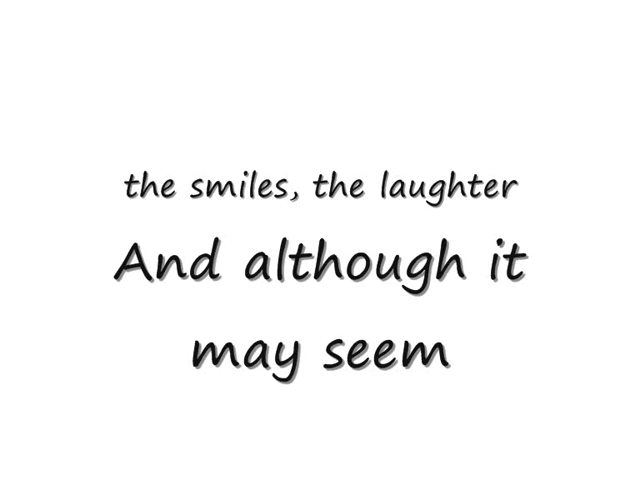 the smiles, the laughter
And although it
may seem